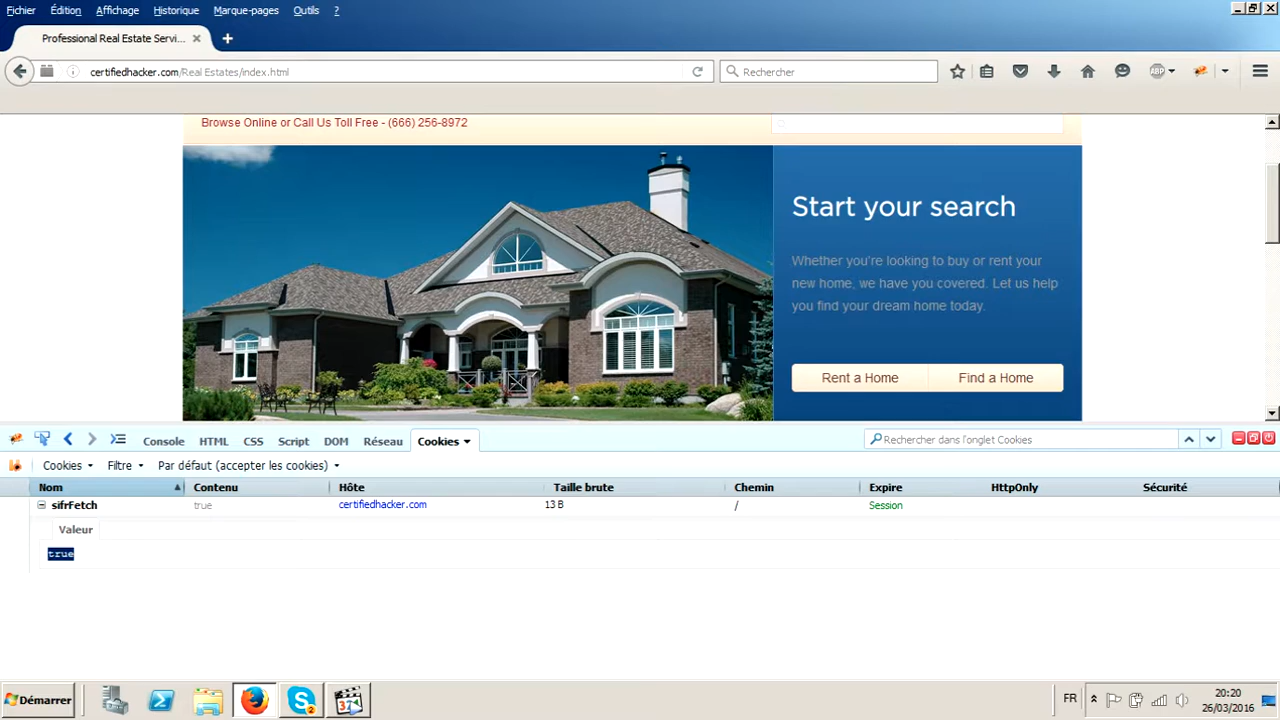 Fichier Édition Affichage Historique Marque-pages Outils ?
Professional Real Estate Servi...
certifiedhacker.com/Real Estates/index.html
Rechercher
ABP
Browse Online or Call Us Toll Free - (666) 256-8972
Start your search
Whether you're looking to buy or rent your
new home, we have you covered. Let us help
you find your dream home today.
Rent a Home Find a Home
Console HTML CSS Script DOM Réseau Cookies
Rechercher dans l'onglet Cookies
Cookies Filtre Par défaut (accepter les cookies)
Nom Contenu Hôte Taille brute Chemin Expire HttpOnly Sécurité
sifrFetch true certifiedhacker.com 13 B / Session
Valeur
true
Démarrer
2
37
FR
20:20
26/03/2016